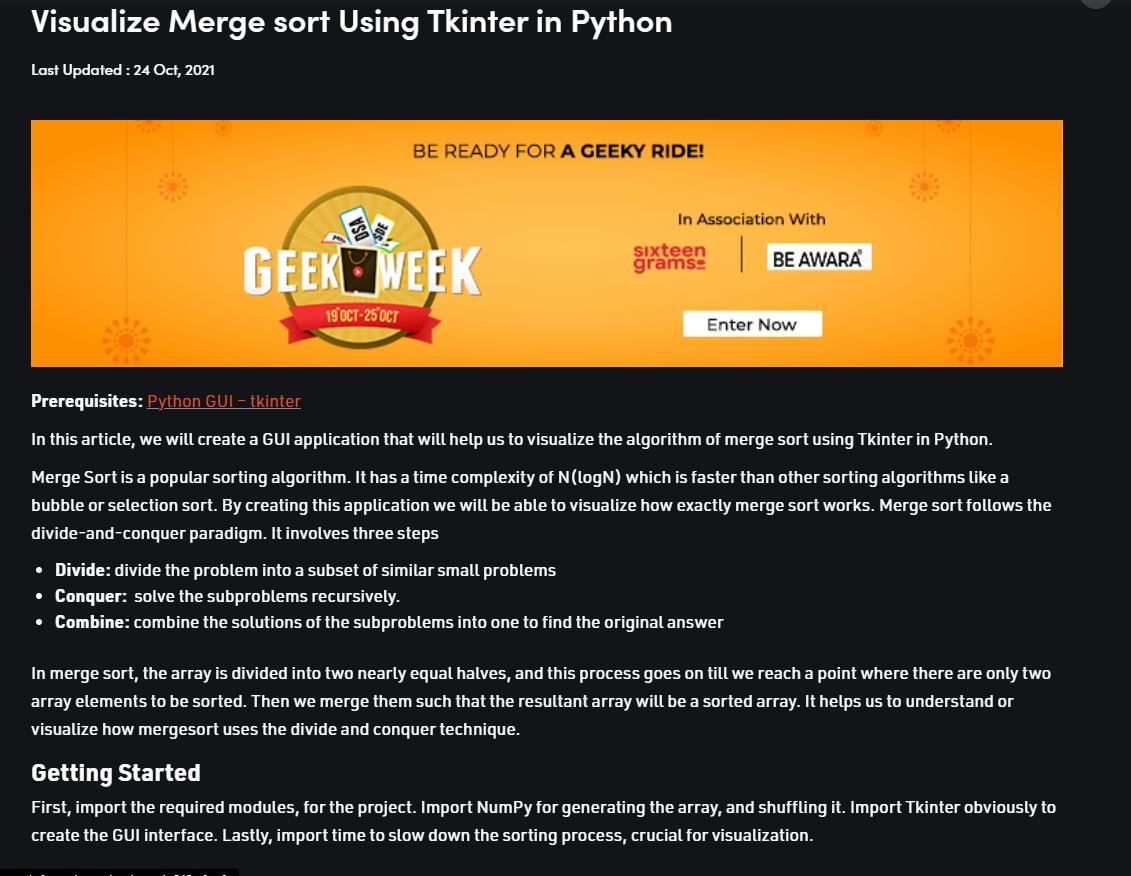 Visualize Merge sort Using Tkinter in Python
Last Updated : 24 Oct, 2021
BE READY FOR A GEEKY RIDE!
In Association With
DSA
SDE
GEEK WEEK
sixteen
grams
BE AWARA
19 OCT-25 OCT
Enter Now
Prerequisites: Python GUI – tkinter
In this article, we will create a GUI application that will help us to visualize the algorithm of merge sort using Tkinter in Python.
Merge Sort is a popular sorting algorithm. It has a time complexity of N(logN) which is faster than other sorting algorithms like a
bubble or selection sort. By creating this application we will be able to visualize how exactly merge sort works. Merge sort follows the
divide-and-conquer paradigm. It involves three steps
• Divide: divide the problem into a subset of similar small problems
• Conquer:  solve the subproblems recursively.
• Combine: combine the solutions of the subproblems into one to find the original answer
In merge sort, the array is divided into two nearly equal halves, and this process goes on till we reach a point where there are only two
array elements to be sorted. Then we merge them such that the resultant array will be a sorted array. It helps us to understand or
visualize how mergesort uses the divide and conquer technique.
Getting Started
First, import the required modules, for the project. Import NumPy for generating the array, and shuffling it. Import Tkinter obviously to
create the GUI interface. Lastly, import time to slow down the sorting process, crucial for visualization.